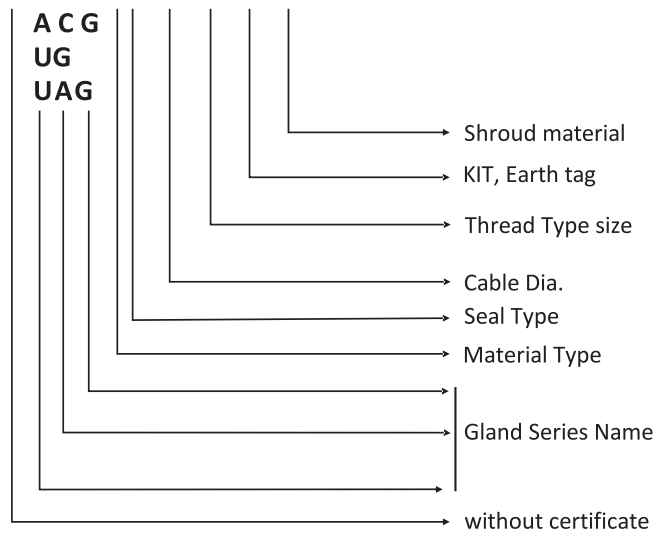 A C G
UG
UAG
Shroud material
KIT, Earth tag
Thread Type size
Cable Dia.
Seal Type
Material Type
Gland Series Name
without certificate